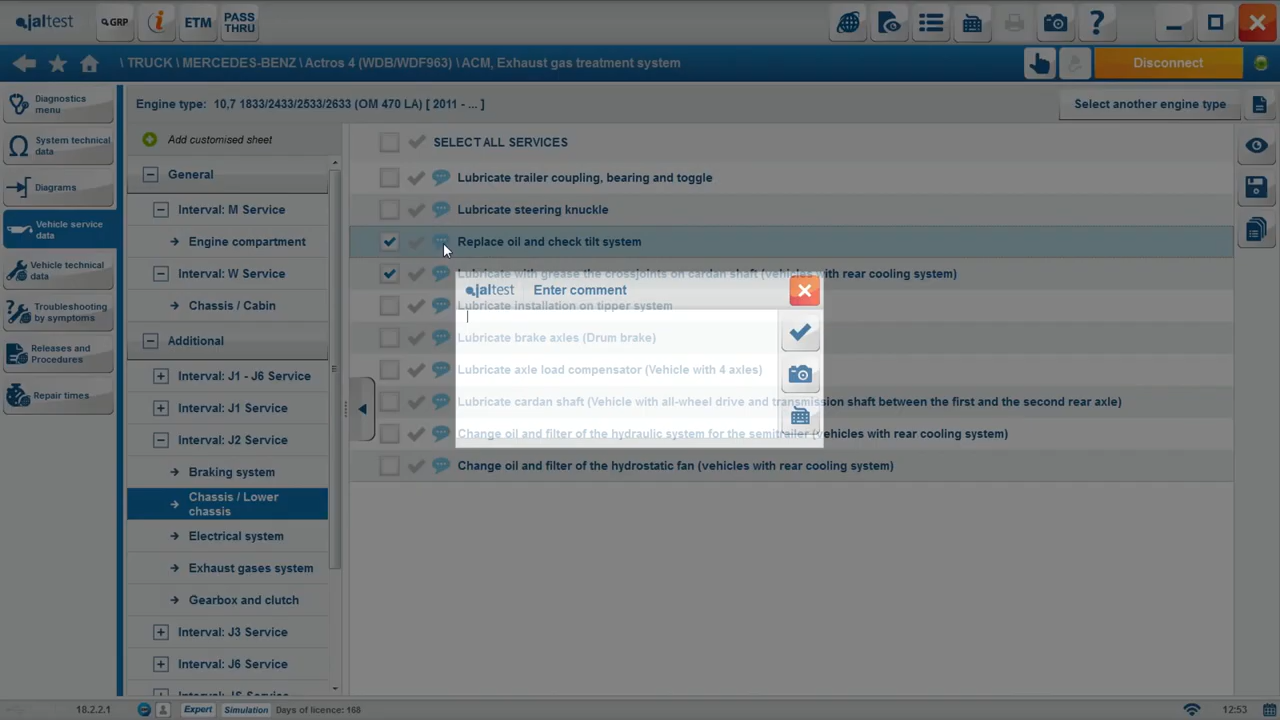 jaltest
GRP
ETM
PASS
THRU
\ TRUCK \ MERCEDES-BENZ \ Actros 4 (WDB/WDF963) \ ACM, Exhaust gas treatment system
Disconnect
Diagnostics
menu
System technical
data
Diagrams
Vehicle service
data
Vehicle technical
data
Troubleshooting
by symptoms
Releases and
Procedures
Repair times
Engine type: 10,7 1833/2433/2533/2633 (OM 470 LA) [ 2011 - ... ]
Select another engine type
Add customised sheet
General
Interval: M Service
Engine compartment
Interval: W Service
Chassis / Cabin
Additional
Interval: J1 - J6 Service
Interval: J1 Service
Interval: J2 Service
Braking system
Chassis / Lower
chassis
Electrical system
Exhaust gases system
Gearbox and clutch
Interval: J3 Service
Interval: J6 Service
SELECT ALL SERVICES
Lubricate trailer coupling, bearing and toggle
Lubricate steering knuckle
Replace oil and check tilt system
Lubricate with grease the crossjoints on cardan shaft (vehicles with rear cooling system)
jaltest Enter comment
Lubricate installation on tipper system
Lubricate brake axles (Drum brake)
Lubricate axle load compensator (Vehicle with 4 axles)
Lubricate cardan shaft (Vehicle with all-wheel drive and transmission shaft between the first and the second rear axle)
Change oil and filter of the hydraulic system for the semitrailer (vehicles with rear cooling system)
Change oil and filter of the hydrostatic fan (vehicles with rear cooling system)
18.2.2.1
Expert
Simulation
Days of licence: 168
12:53